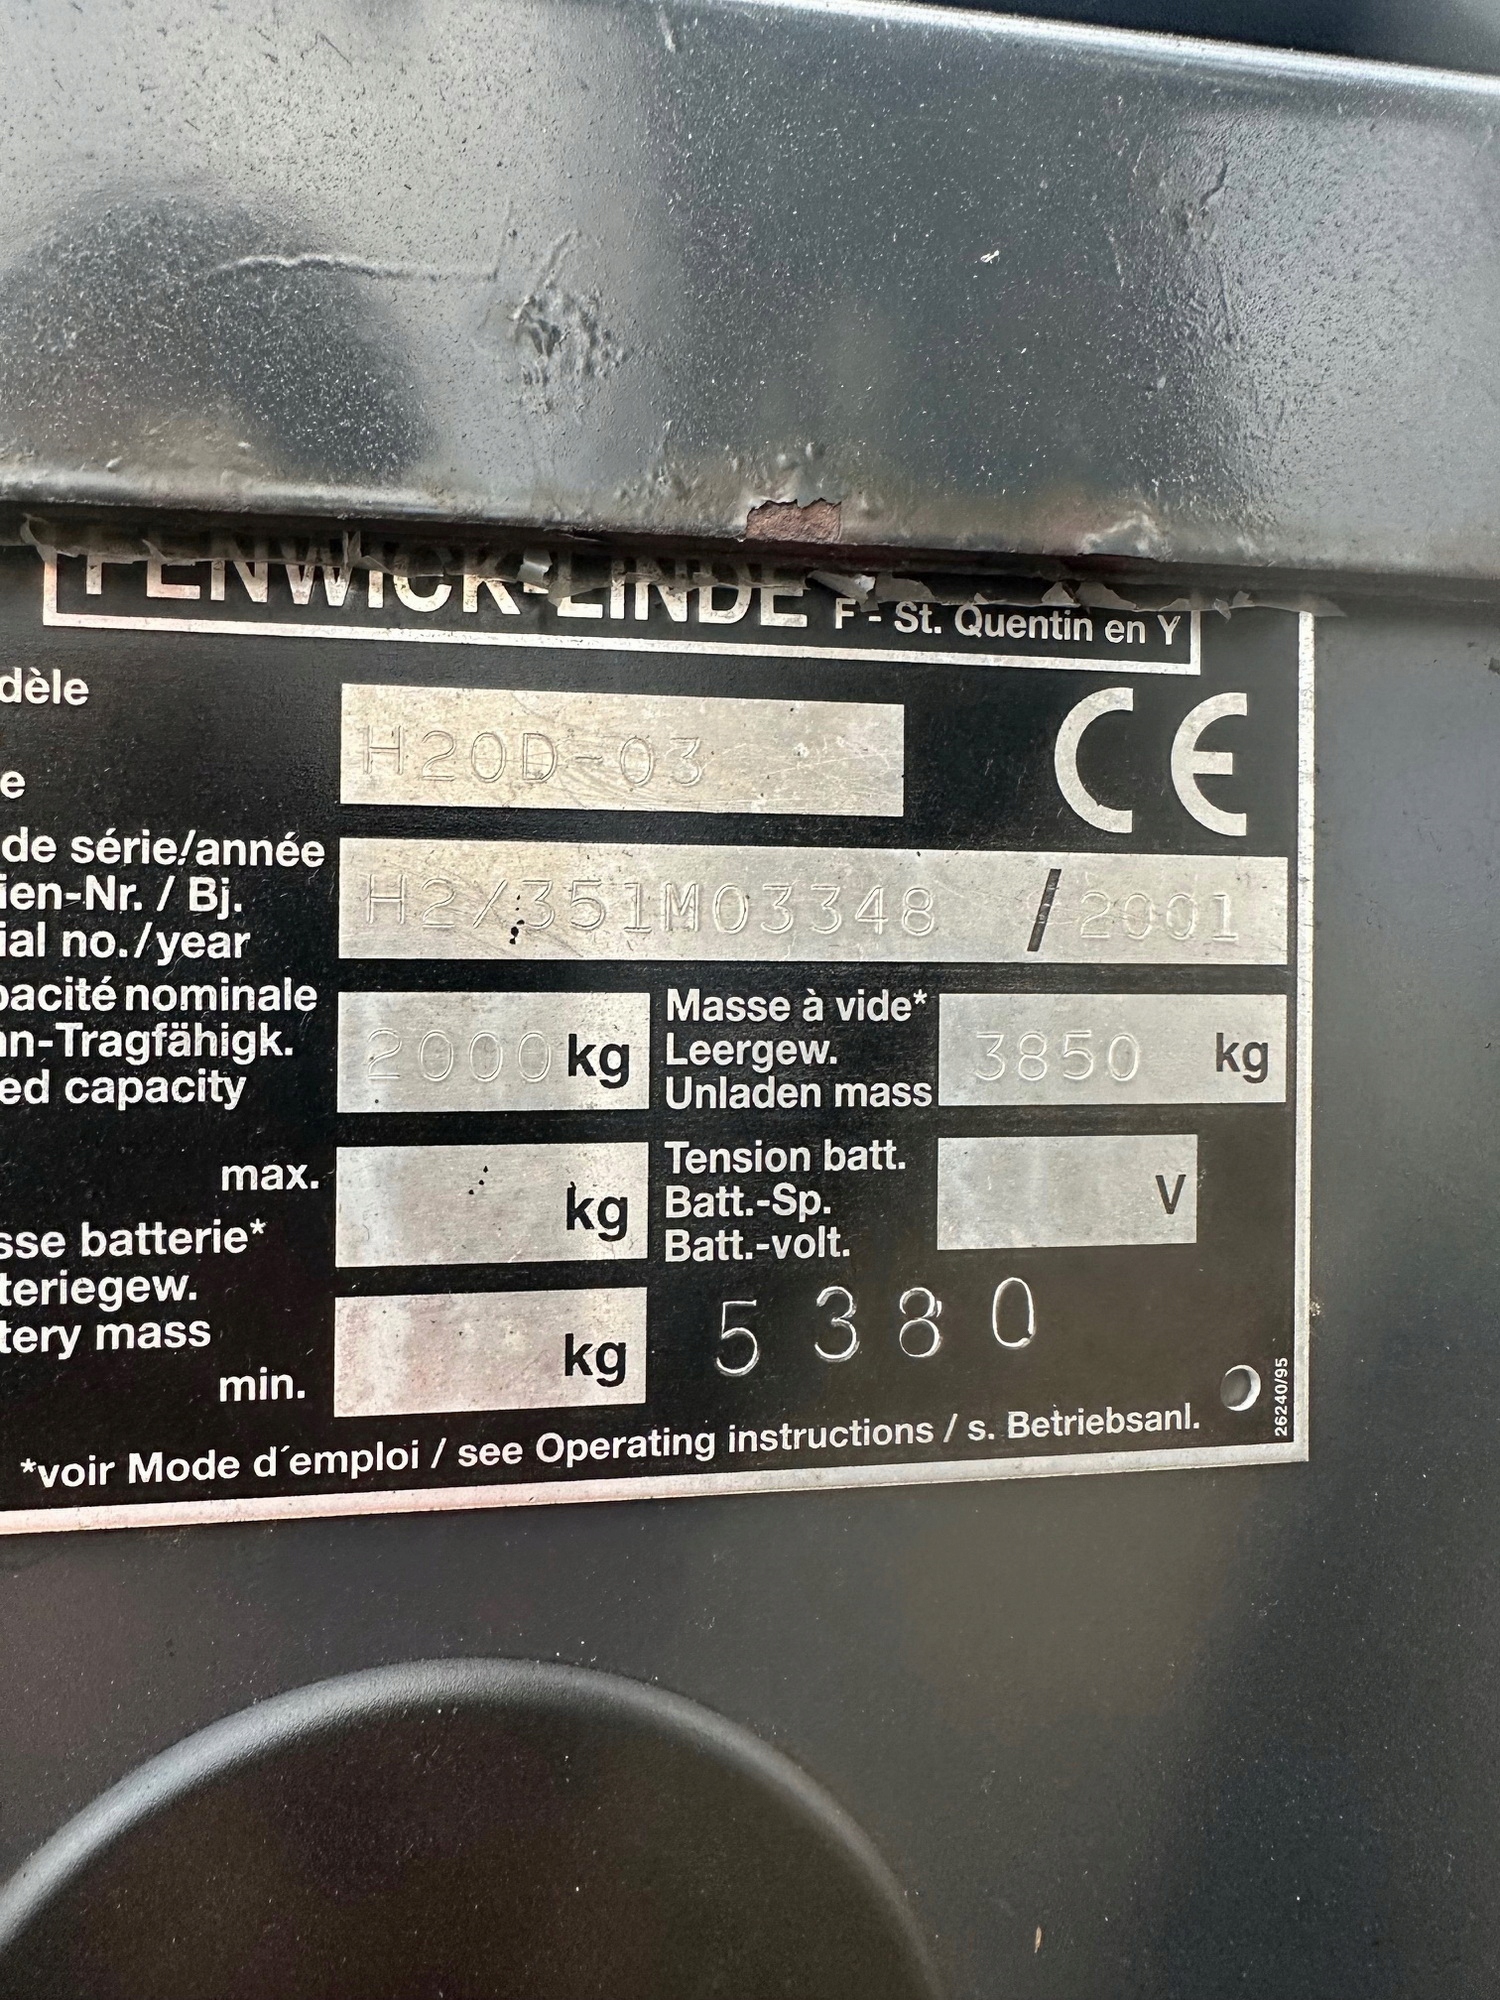 FENWICK-LINDE F - St. Quentin en Y
dèle
H20D-03
CE
e
de série/année
ien-Nr. / Bj.
ial no./year
H2X351M03348 / 2001
pacité nominale
nn-Tragfähigk.
ed capacity
2000 kg
Masse à vide*
Leergew.
Unladen mass
3850 kg
max.
kg
Tension batt.
Batt.-Sp.
Batt.-volt.
V
sse batterie*
teriegew.
tery mass
min.
kg
5380
26240/95
*voir Mode d´emploi / see Operating instructions / s. Betriebsanl.